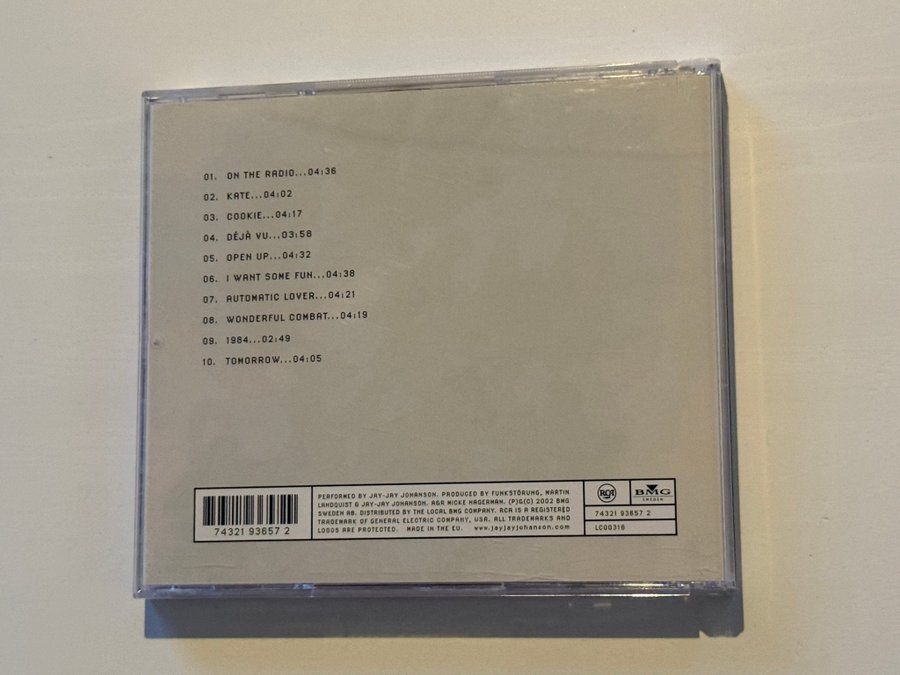 01. ON THE RADIO...04:36
02. KATE...04:02
03. COOKIE...04:17
04. DÉJÀ VU...03:58
05. OPEN UP...04:32
06. I WANT SOME FUN...04:38
07. AUTOMATIC LOVER...04:21
08. WONDERFUL COMBAT...04:19
09. 1984...02:49
10. TOMORROW...04:05
74321 93657 2
PERFORMED BY JAY-JAY JOHANSON. PRODUCED BY FUNKSTÖRUNG, MARTIN
LANDQUIST & JAY-JAY JOHANSON. A&R MICKE HAGERMAN. (P)&(C) 2002 BMG
SWEDEN AB. DISTRIBUTED BY THE LOCAL BMG COMPANY. RCA IS A REGISTERED
TRADEMARK OF GENERAL ELECTRIC COMPANY, USA. ALL TRADEMARKS AND
LOGOS ARE PROTECTED. MADE IN THE EU. www.jayjayjohanson.com
RCA
BMG
SWEDEN
74321 93657 2
LC00316